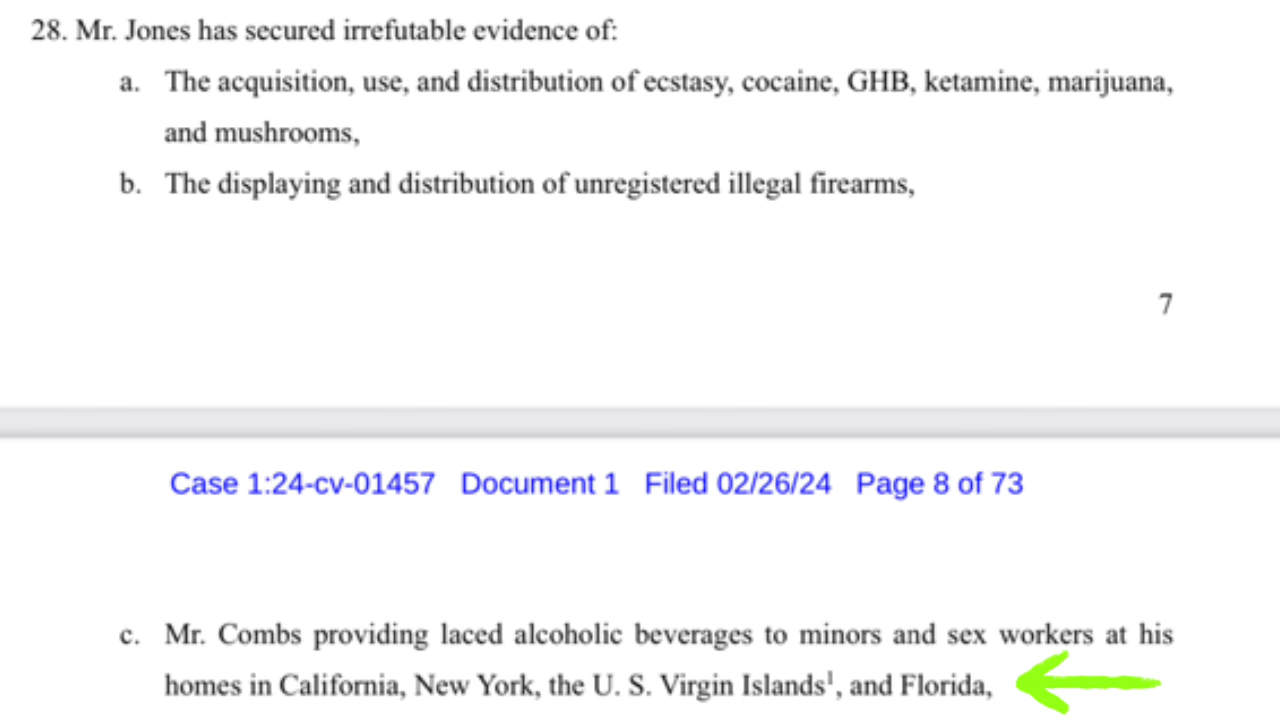 28. Mr. Jones has secured irrefutable evidence of:
a. The acquisition, use, and distribution of ecstasy, cocaine, GHB, ketamine, marijuana,
and mushrooms,
b. The displaying and distribution of unregistered illegal firearms,
7
Case 1:24-cv-01457 Document 1 Filed 02/26/24 Page 8 of 73
c. Mr. Combs providing laced alcoholic beverages to minors and sex workers at his
homes in California, New York, the U. S. Virgin Islands¹, and Florida,